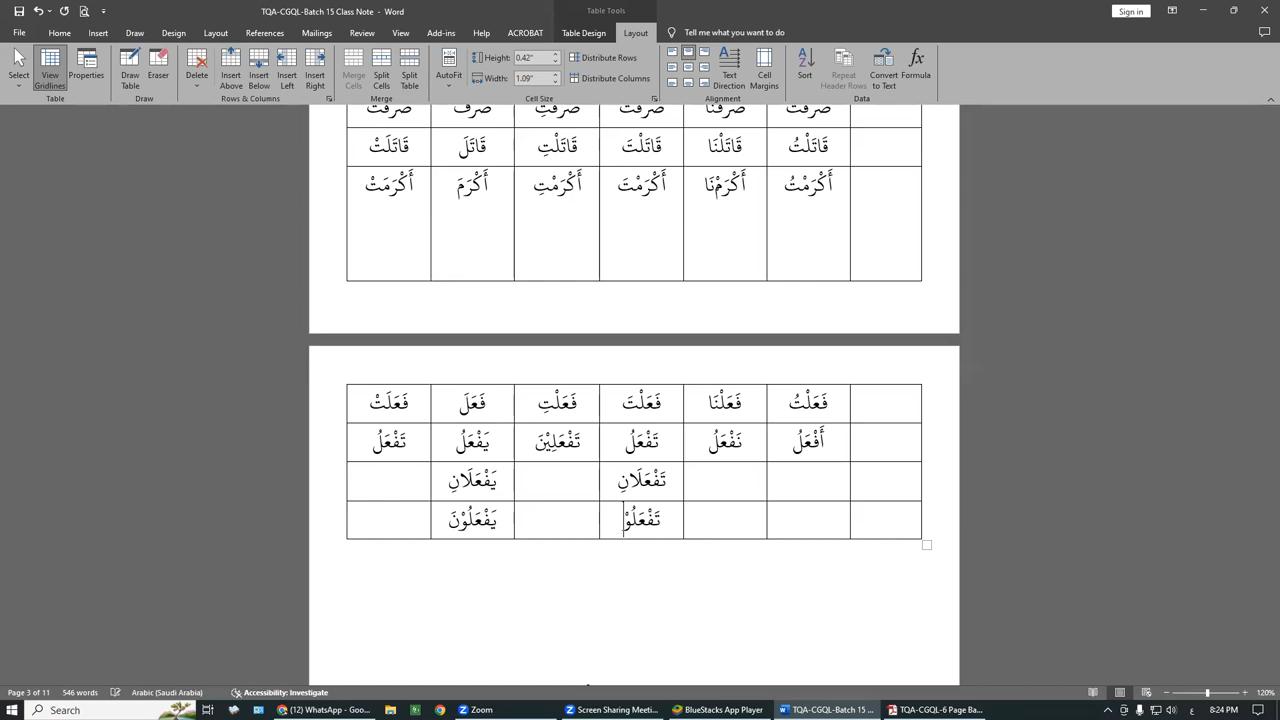 TQA-CGQL-Batch 15 Class Note - Word
Table Tools
Sign in
File Home Insert Draw Design Layout References Mailings Review View Add-ins Help ACROBAT Table Design Layout Tell me what you want to do
Select View Gridlines Properties Draw Table Eraser Delete Insert Above Insert Below Insert Left Insert Right Merge Cells Split Cells Split Table AutoFit Height: 0.42" Width: 1.09" Distribute Rows Distribute Columns Text Direction Cell Margins Sort Repeat Header Rows Convert to Text Formula
Table Draw Rows & Columns Merge Cell Size Alignment Data
قَاتَلْتُ قَاتَلْنَا قَاتَلْتَ قَاتَلْتِ قَاتَلَ قَاتَلَتْ
أَكْرَمْتُ أَكْرَمْنَا أَكْرَمْتَ أَكْرَمْتِ أَكْرَمَ أَكْرَمَتْ
فَعَلْتُ فَعَلْنَا فَعَلْتَ فَعَلْتِ فَعَلَ فَعَلَتْ
أَفْعَلُ نَفْعَلُ تَفْعَلُ تَفْعَلِيْنَ يَفْعَلُ تَفْعَلُ
تَفْعَلَانِ يَفْعَلَانِ
تَفْعَلُوْ يَفْعَلُوْنَ
Page 3 of 11 546 words Arabic (Saudi Arabia) Accessibility: Investigate 120%
Search (12) WhatsApp - Goo... Zoom Screen Sharing Meeti... BlueStacks App Player TQA-CGQL-Batch 15 ... TQA-CGQL-6 Page Ba... ع 8:24 PM